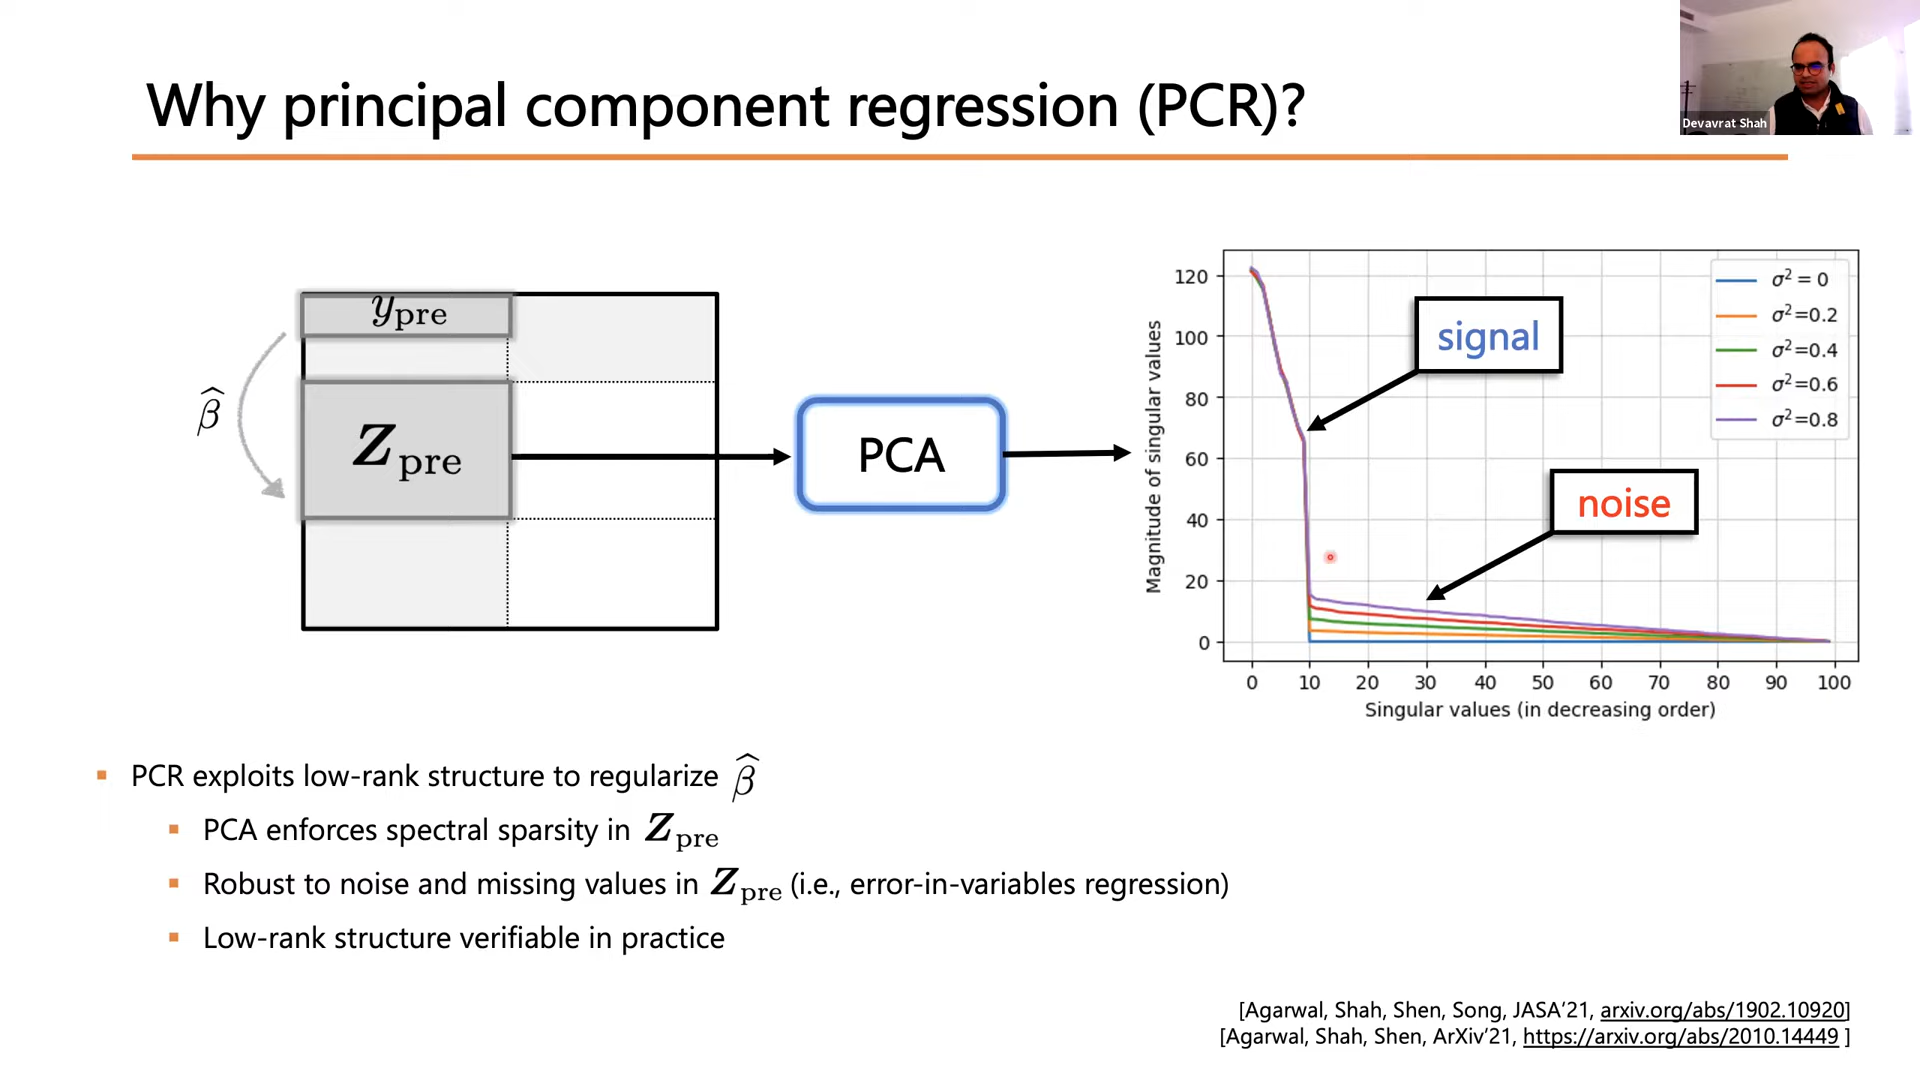 Why principal component regression (PCR)?
Devavrat Shah
y_pre
β̂
Z_pre
PCA
signal
noise
σ² = 0
σ²=0.2
σ²=0.4
σ²=0.6
σ²=0.8
Magnitude of singular values
120
100
80
60
40
20
0
0 10 20 30 40 50 60 70 80 90 100
Singular values (in decreasing order)
▪ PCR exploits low-rank structure to regularize β̂
▪ PCA enforces spectral sparsity in Z_pre
▪ Robust to noise and missing values in Z_pre (i.e., error-in-variables regression)
▪ Low-rank structure verifiable in practice
[Agarwal, Shah, Shen, Song, JASA’21, arxiv.org/abs/1902.10920]
[Agarwal, Shah, Shen, ArXiv’21, https://arxiv.org/abs/2010.14449 ]